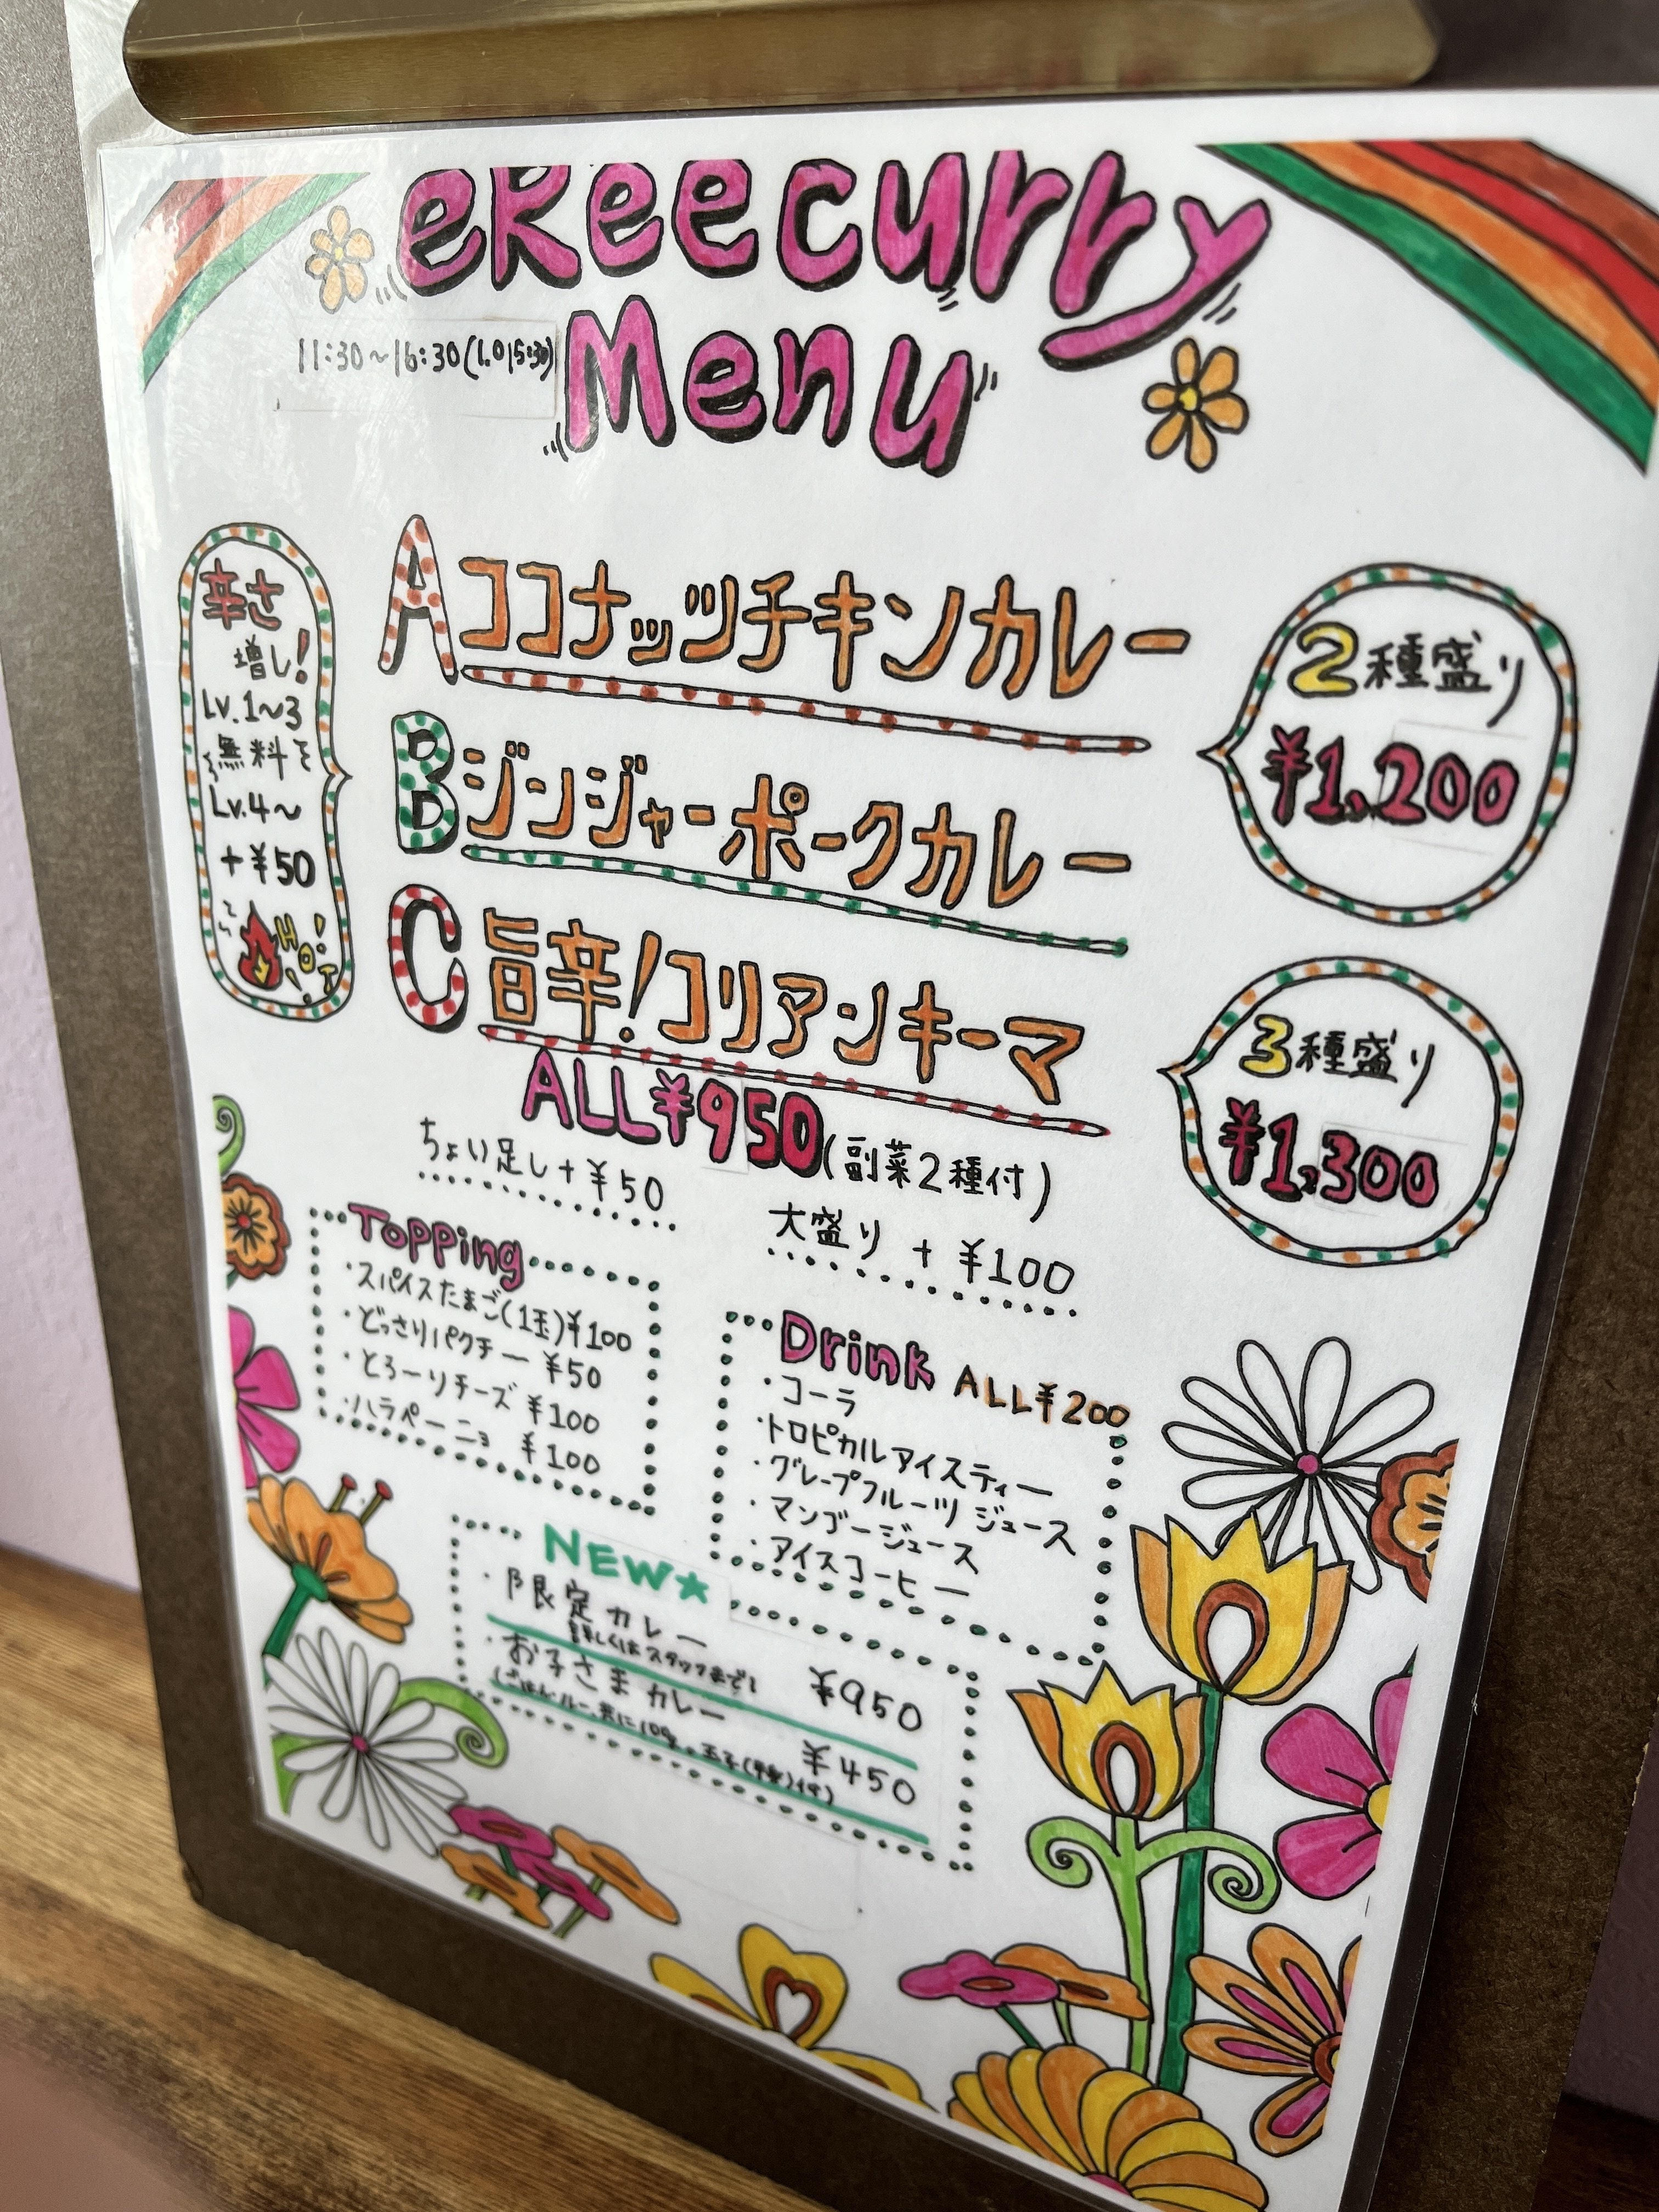 ekeecurry
Menu
11:30~16:30(l.o15:30)
辛さ
増し!
Lv.1~3
無料
Lv.4~
+¥50
HOT!
A ココナッツチキンカレー
B ジンジャーポークカレー
C 旨辛!コリアンキーマ
ALL¥950(副菜2種付)
2種盛り
¥1,200
3種盛り
¥1,300
ちょい足し+¥50
大盛り+¥100
Topping
・スパイスたまご(1玉)¥100
・どっさりパクチー ¥50
・とろーりチーズ ¥100
・ハラペーニョ ¥100
Drink ALL¥200
・コーラ
・トロピカルアイスティー
・グレープフルーツジュース
・マンゴージュース
・アイスコーヒー
NEW★
・限定カレー ¥950
詳しくはスタッフまで!
・お子さまカレー ¥450
(ごはん・ルー共に100g・玉子(半分)付)